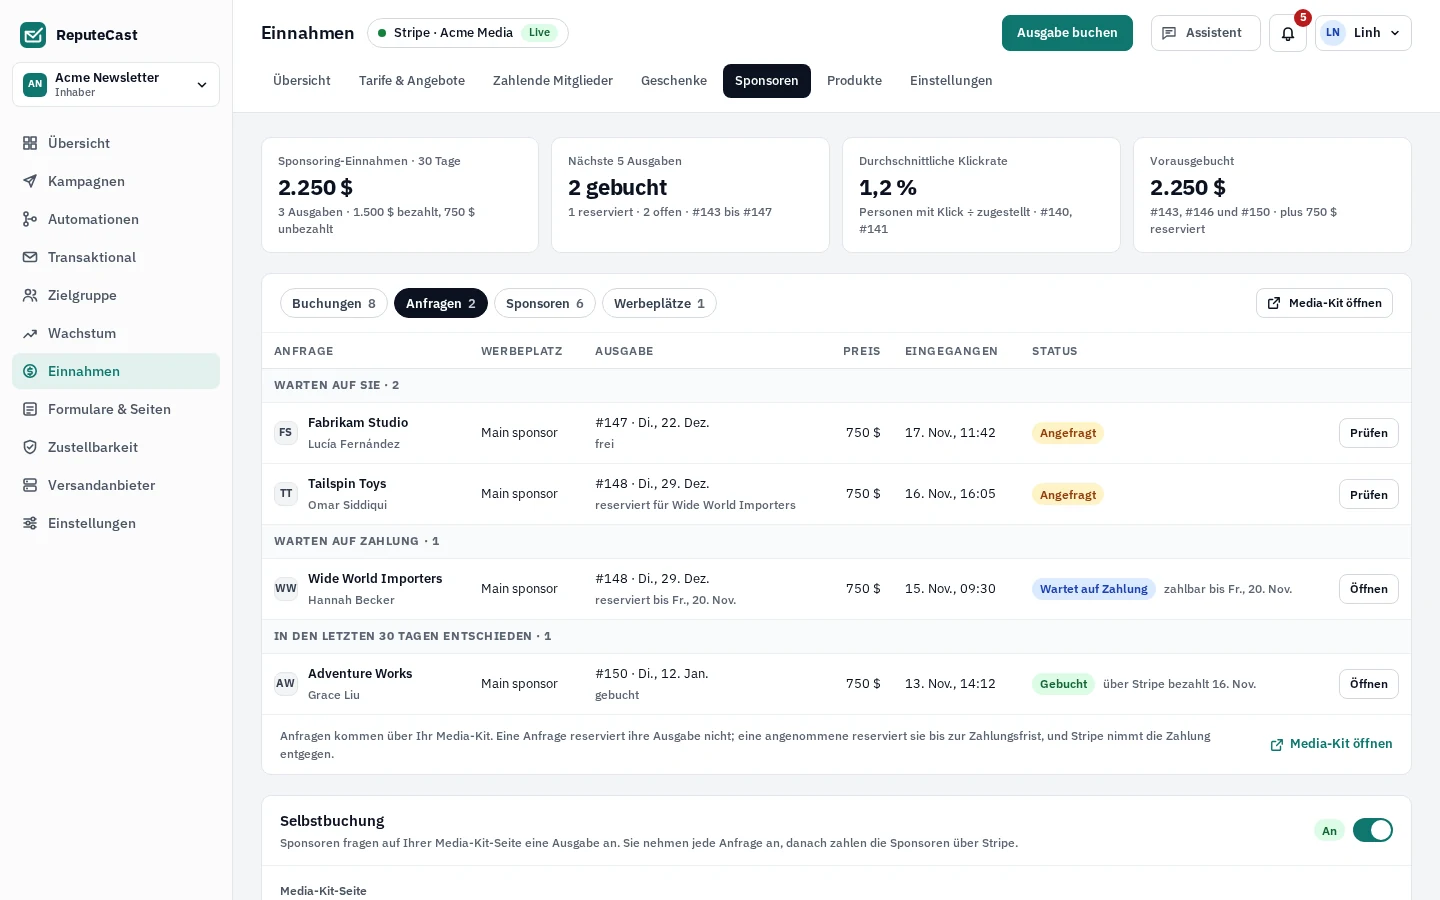 ReputeCast
AN
Acme Newsletter
Inhaber
Übersicht
Kampagnen
Automationen
Transaktional
Zielgruppe
Wachstum
Einnahmen
Formulare & Seiten
Zustellbarkeit
Versandanbieter
Einstellungen
Einnahmen
Stripe · Acme Media Live
Ausgabe buchen
Assistent
5
LN Linh
Übersicht Tarife & Angebote Zahlende Mitglieder Geschenke Sponsoren Produkte Einstellungen
Sponsoring-Einnahmen · 30 Tage
2.250 $
3 Ausgaben · 1.500 $ bezahlt, 750 $
unbezahlt
Nächste 5 Ausgaben
2 gebucht
1 reserviert · 2 offen · #143 bis #147
Durchschnittliche Klickrate
1,2 %
Personen mit Klick ÷ zugestellt · #140,
#141
Vorausgebucht
2.250 $
#143, #146 und #150 · plus 750 $
reserviert
Buchungen 8 Anfragen 2 Sponsoren 6 Werbeplätze 1
Media-Kit öffnen
ANFRAGE WERBEPLATZ AUSGABE PREIS EINGEGANGEN STATUS
WARTEN AUF SIE · 2
FS Fabrikam Studio Main sponsor #147 · Di., 22. Dez. 750 $ 17. Nov., 11:42 Angefragt Prüfen
Lucía Fernández frei
TT Tailspin Toys Main sponsor #148 · Di., 29. Dez. 750 $ 16. Nov., 16:05 Angefragt Prüfen
Omar Siddiqui reserviert für Wide World Importers
WARTEN AUF ZAHLUNG · 1
WW Wide World Importers Main sponsor #148 · Di., 29. Dez. 750 $ 15. Nov., 09:30 Wartet auf Zahlung zahlbar bis Fr., 20. Nov. Öffnen
Hannah Becker reserviert bis Fr., 20. Nov.
IN DEN LETZTEN 30 TAGEN ENTSCHIEDEN · 1
AW Adventure Works Main sponsor #150 · Di., 12. Jan. 750 $ 13. Nov., 14:12 Gebucht über Stripe bezahlt 16. Nov. Öffnen
Grace Liu gebucht
Anfragen kommen über Ihr Media-Kit. Eine Anfrage reserviert ihre Ausgabe nicht; eine angenommene reserviert sie bis zur Zahlungsfrist, und Stripe nimmt die Zahlung
entgegen.
Media-Kit öffnen
Selbstbuchung
Sponsoren fragen auf Ihrer Media-Kit-Seite eine Ausgabe an. Sie nehmen jede Anfrage an, danach zahlen die Sponsoren über Stripe.
An
Media-Kit-Seite